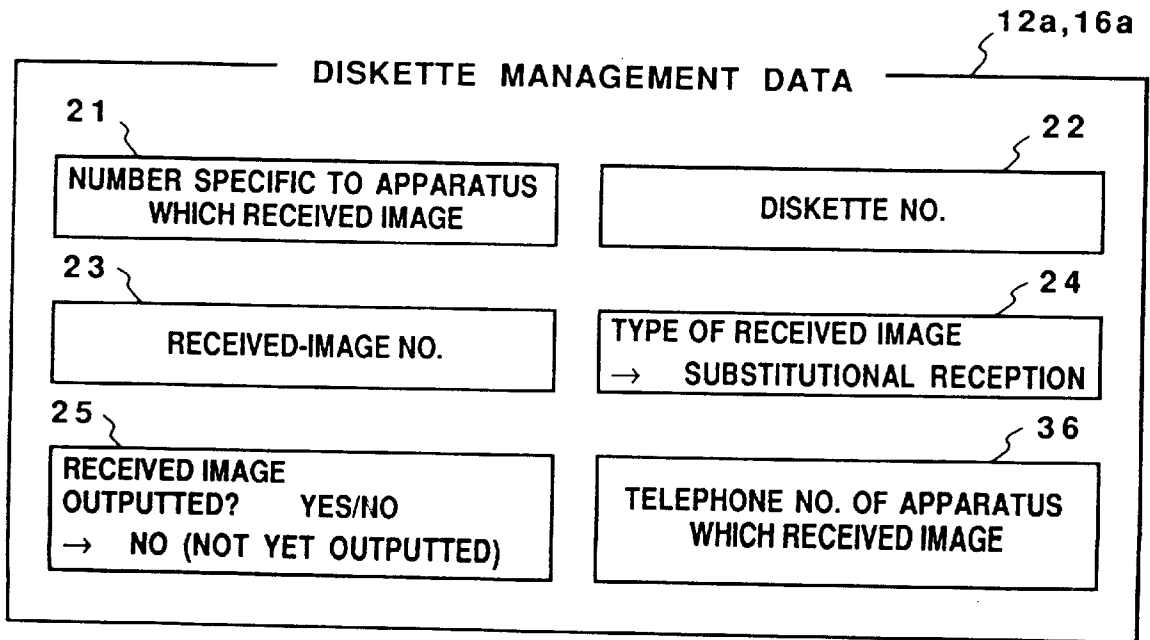 12a,16a
DISKETTE MANAGEMENT DATA
21
NUMBER SPECIFIC TO APPARATUS
WHICH RECEIVED IMAGE
22
DISKETTE NO.
23
RECEIVED-IMAGE NO.
24
TYPE OF RECEIVED IMAGE
→ SUBSTITUTIONAL RECEPTION
25
RECEIVED IMAGE
OUTPUTTED? YES/NO
→ NO (NOT YET OUTPUTTED)
36
TELEPHONE NO. OF APPARATUS
WHICH RECEIVED IMAGE